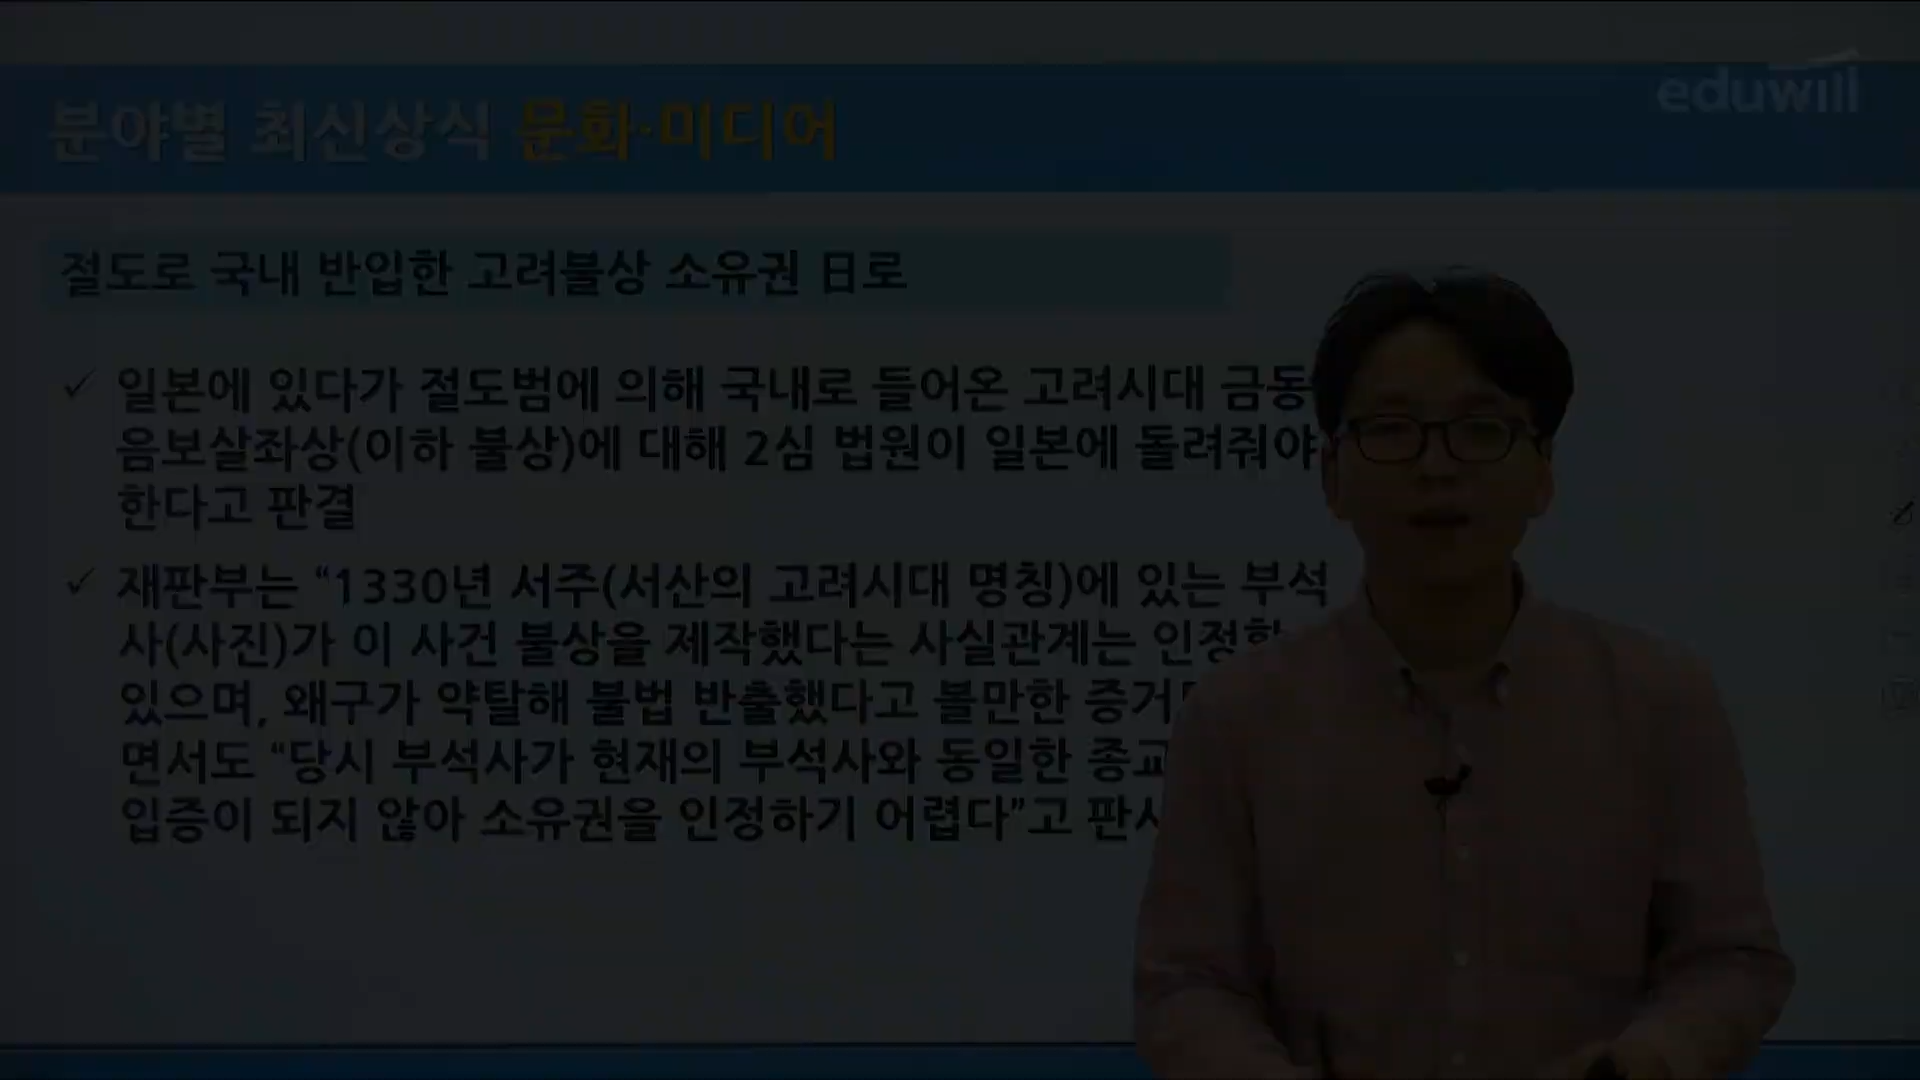 eduwill
분야별 최신상식 문화·미디어
절도로 국내 반입한 고려불상 소유권 日로
✓ 일본에 있다가 절도범에 의해 국내로 들어온 고려시대 금동
음보살좌상(이하 불상)에 대해 2심 법원이 일본에 돌려줘야
한다고 판결
✓ 재판부는 “1330년 서주(서산의 고려시대 명칭)에 있는 부석
사(사진)가 이 사건 불상을 제작했다는 사실관계는 인정할
있으며, 왜구가 약탈해 불법 반출했다고 볼만한 증거
면서도 “당시 부석사가 현재의 부석사와 동일한 종교
입증이 되지 않아 소유권을 인정하기 어렵다”고 판시